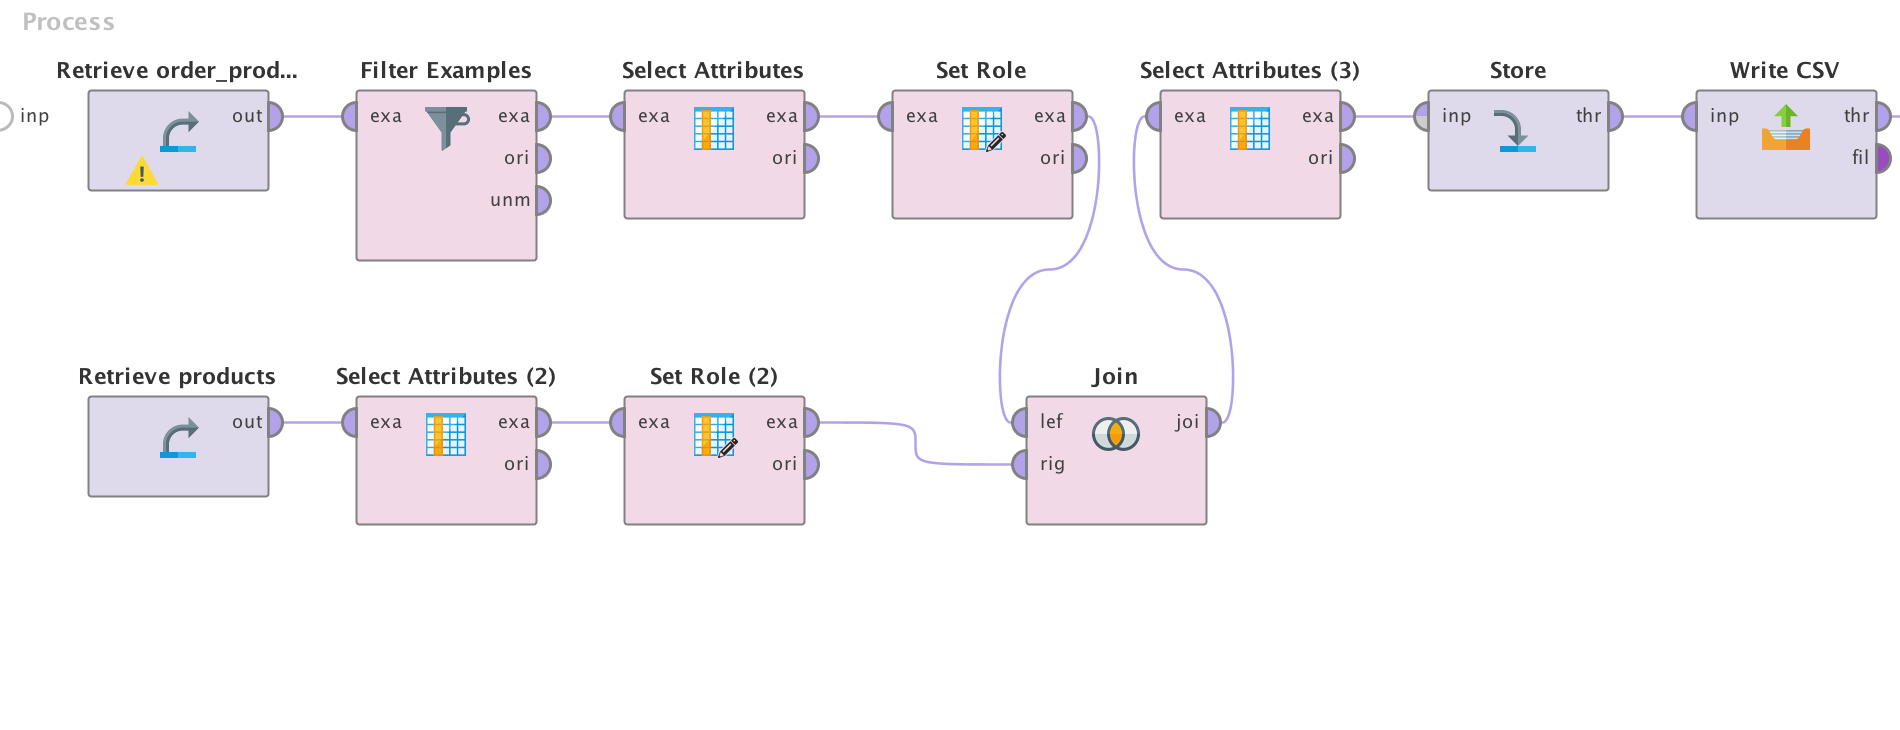 Process
Retrieve order_prod... Filter Examples Select Attributes Set Role Select Attributes (3) Store Write CSV
inp out exa exa exa exa exa exa exa exa inp thr inp thr
ori ori ori ori fil
unm
Retrieve products Select Attributes (2) Set Role (2) Join
out exa exa exa exa lef joi
ori ori rig